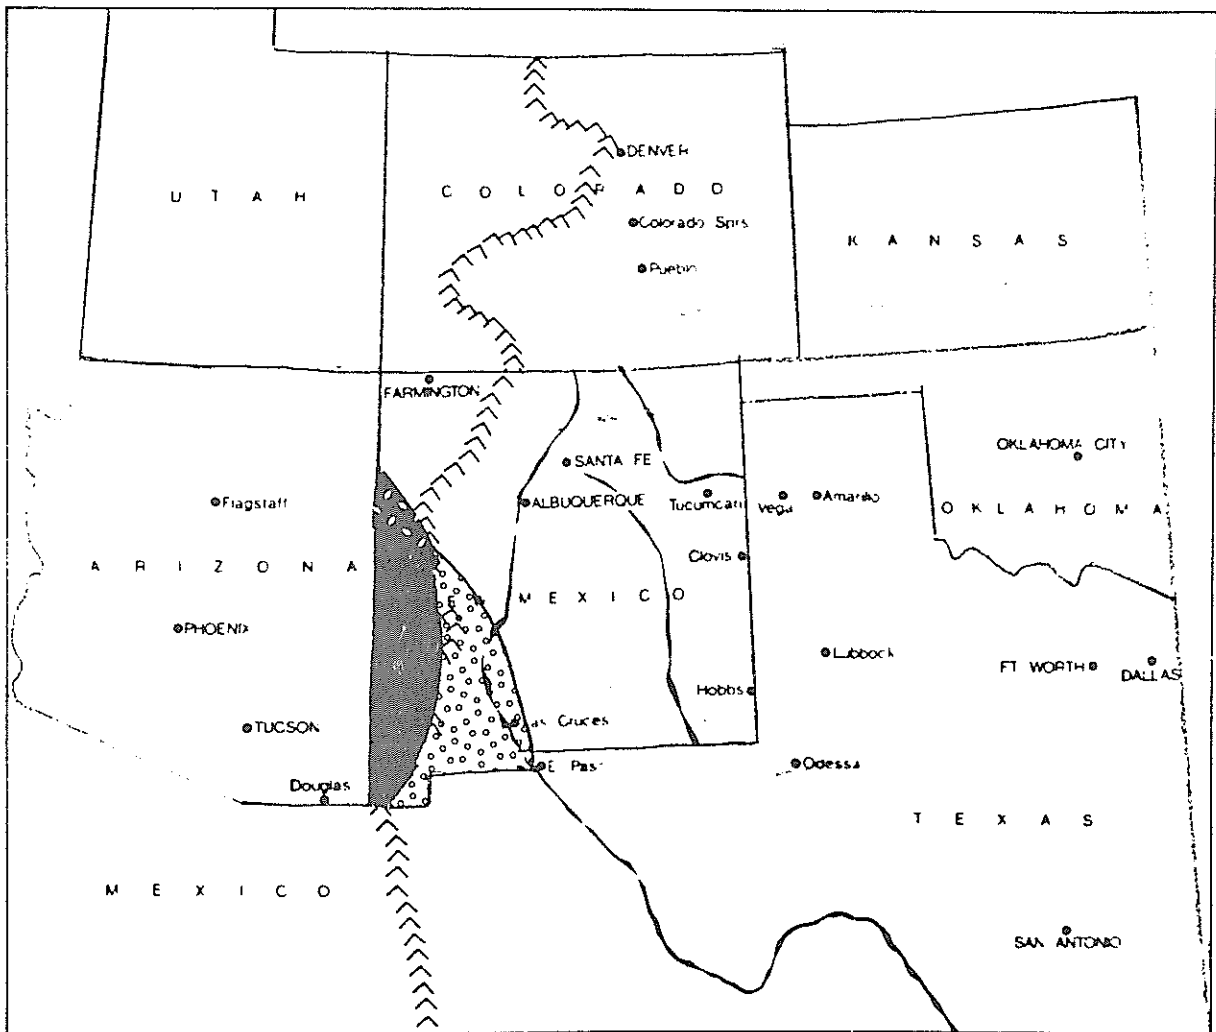 DENVER
U T A H
C O L O R A D O
Colorado Spgs
Pueblo
K A N S A S
FARMINGTON
OKLAHOMA CITY
SANTA FE
Flagstaff
ALBUQUERQUE
Tucumcari
Vega
Amarillo
O K L A H O M A
Clovis
A R I Z O N A
M E X I C O
PHOENIX
Lubbock
FT WORTH
DALLAS
Hobbs
TUCSON
Las Cruces
Odessa
Douglas
T E X A S
M E X I C O
SAN ANTONIO